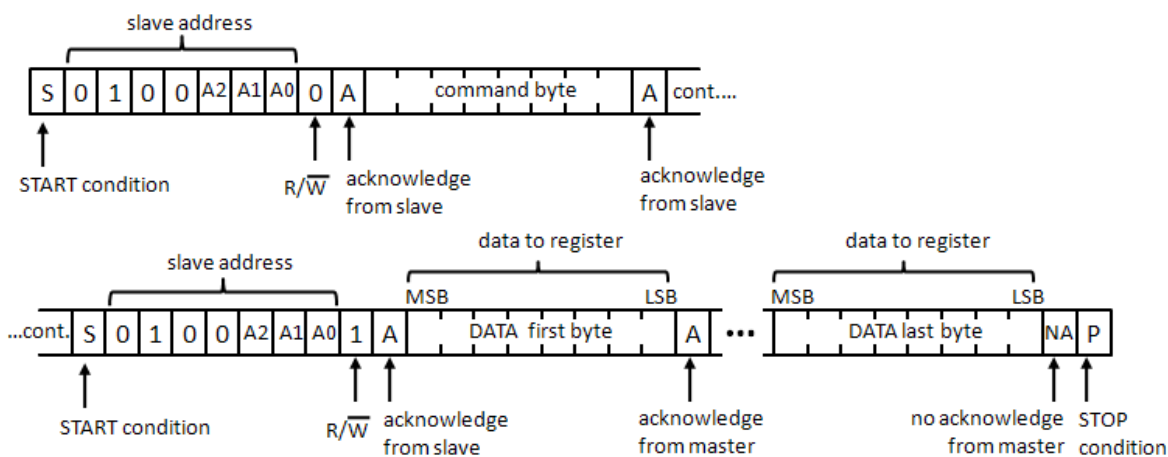 slave address
S 0 1 0 0 A2 A1 A0 0 A command byte A cont....
START condition
R/W̅
acknowledge
from slave
acknowledge
from slave
slave address
data to register
data to register
MSB LSB MSB LSB
...cont. S 0 1 0 0 A2 A1 A0 1 A DATA first byte A ••• DATA last byte NA P
START condition
R/W̅
acknowledge
from slave
acknowledge
from master
no acknowledge
from master
STOP
condition